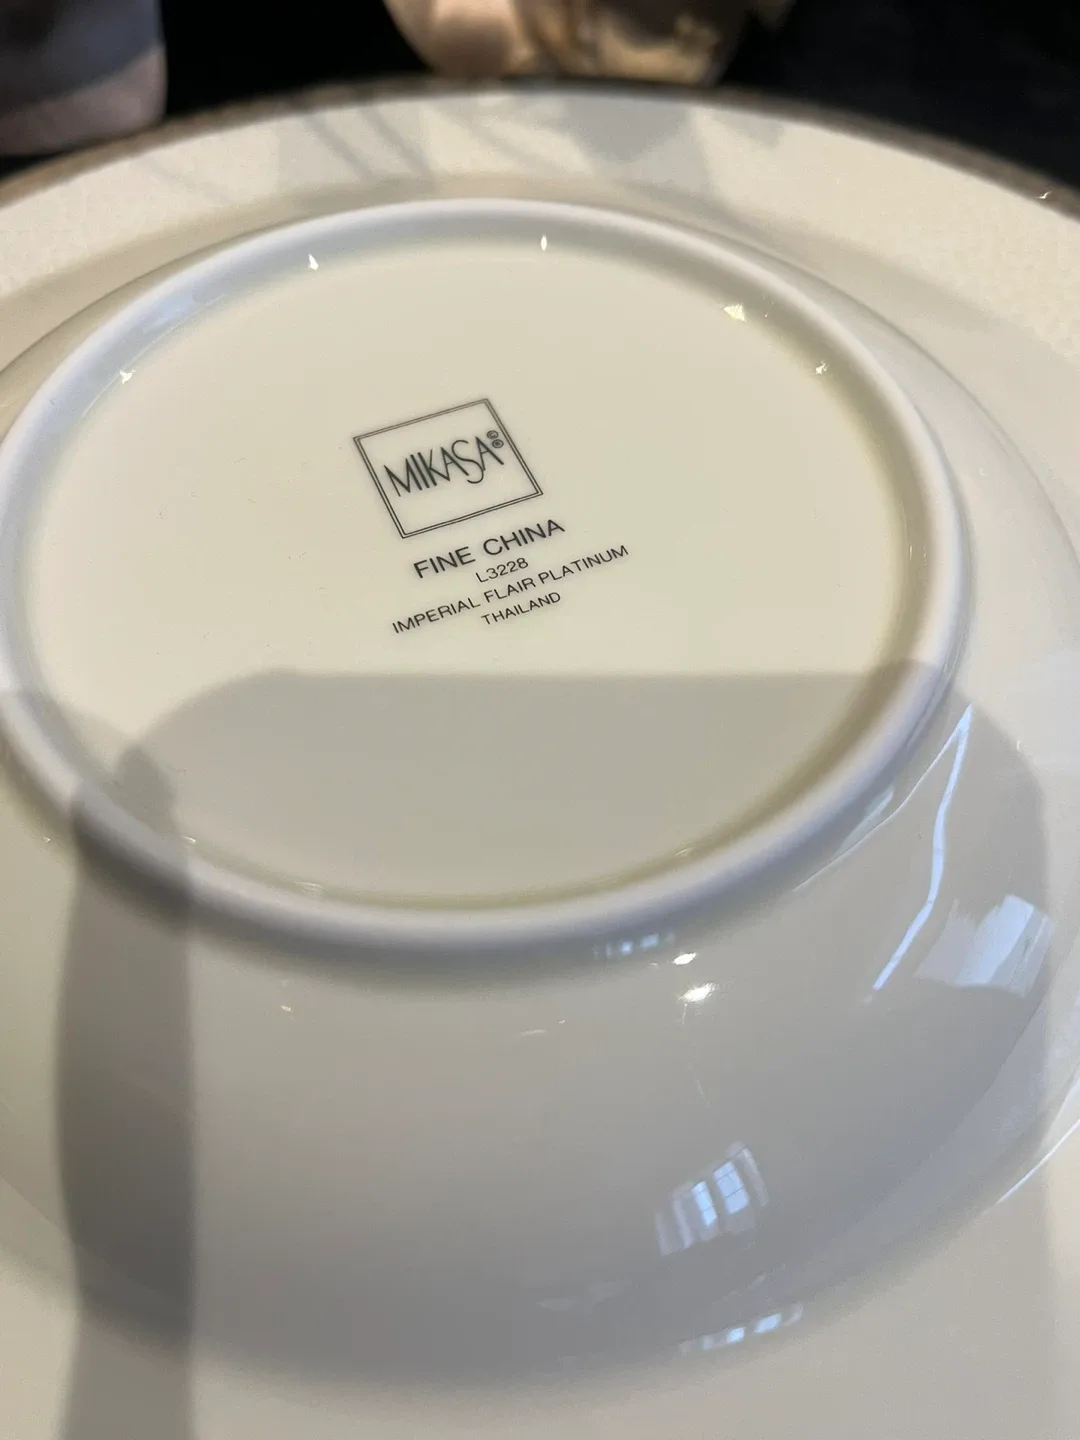 MIKASA©®
FINE CHINA
L3228
IMPERIAL FLAIR PLATINUM
THAILAND